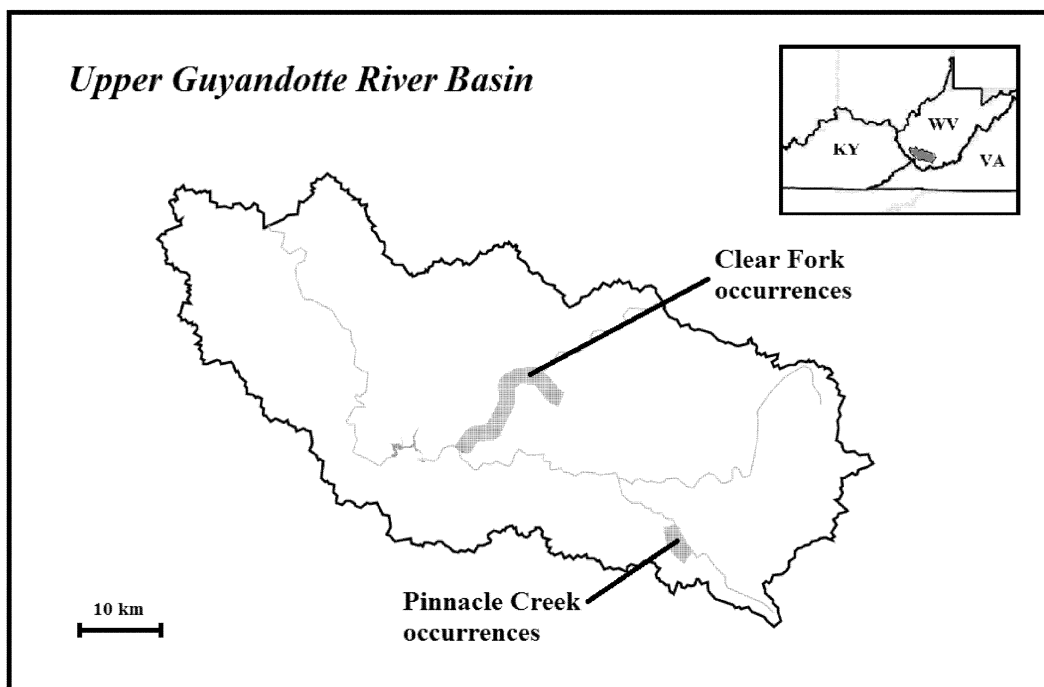 Upper Guyandotte River Basin
WV
KY
VA
Clear Fork
occurrences
Pinnacle Creek
occurrences
10 km